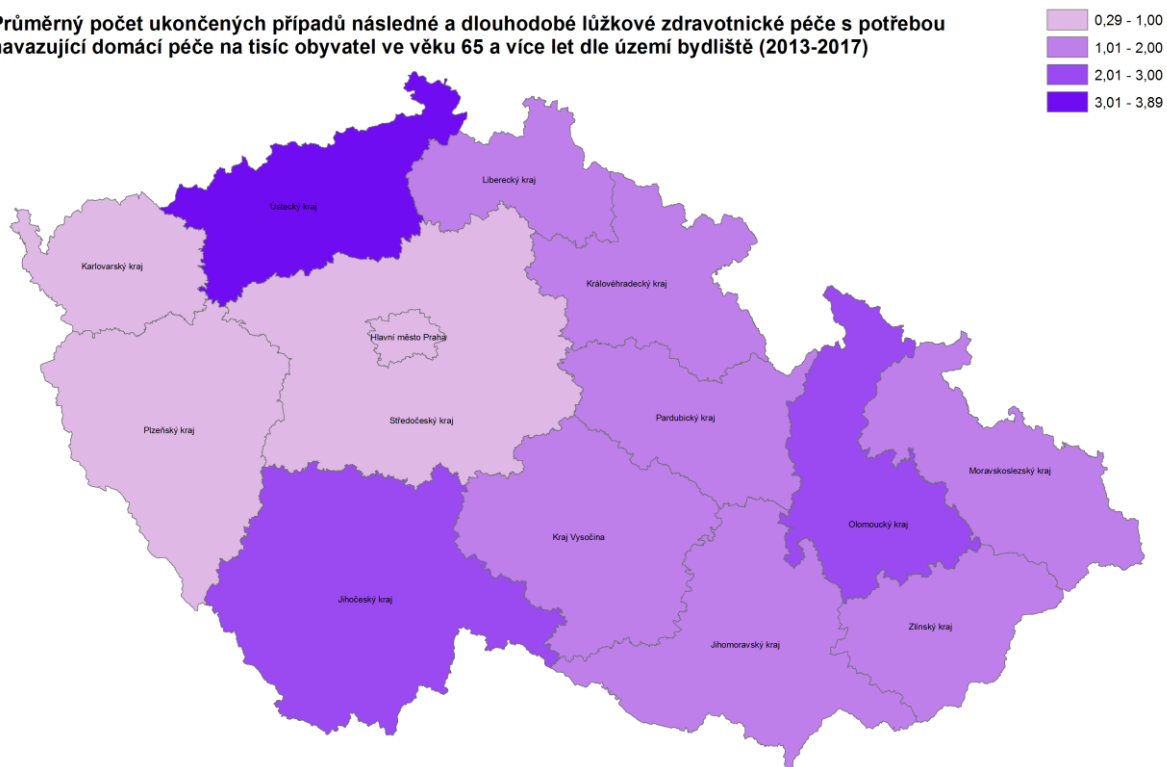 Průměrný počet ukončených případů následné a dlouhodobé lůžkové zdravotnické péče s potřebou
navazující domácí péče na tisíc obyvatel ve věku 65 a více let dle území bydliště (2013-2017)
0,29 - 1,00
1,01 - 2,00
2,01 - 3,00
3,01 - 3,89
Liberecký kraj
Ústecký kraj
Karlovarský kraj
Královéhradecký kraj
Hlavní město Praha
Pardubický kraj
Středočeský kraj
Plzeňský kraj
Moravskoslezský kraj
Olomoucký kraj
Kraj Vysočina
Jihočeský kraj
Zlínský kraj
Jihomoravský kraj